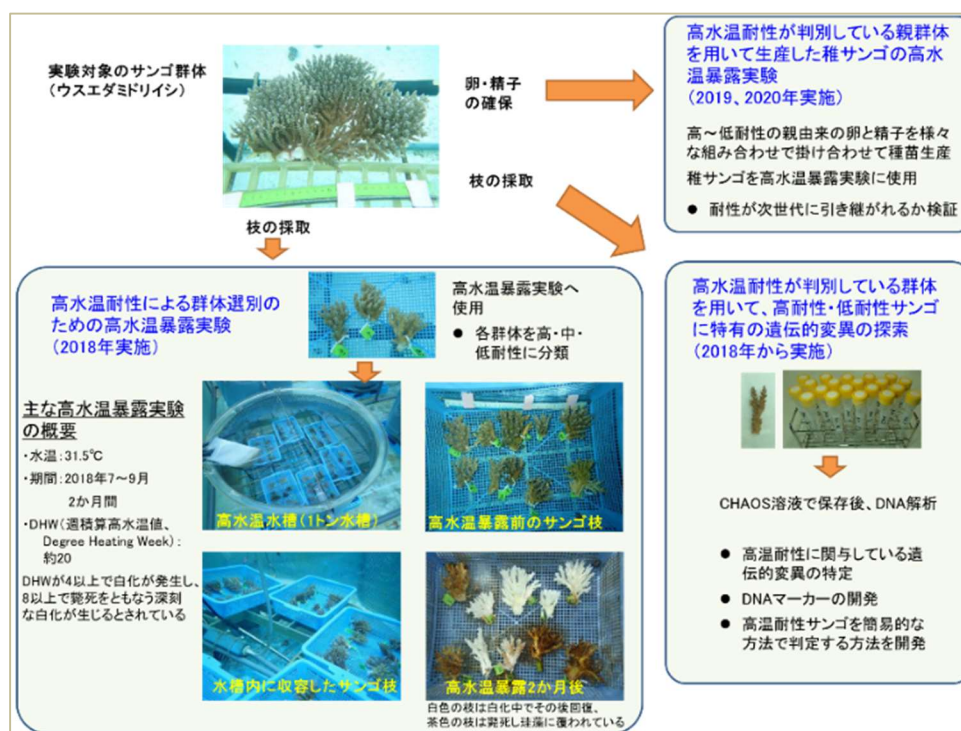 実験対象のサンゴ群体
(ウスエダミドリイシ)
卵・精子
の確保
枝の採取
枝の採取
高水温耐性が判別している親群体
を用いて生産した稚サンゴの高水
温暴露実験
(2019、2020年実施)
高～低耐性の親由来の卵と精子を様々
な組み合わせで掛け合わせて種苗生産
稚サンゴを高水温暴露実験に使用
● 耐性が次世代に引き継がれるか検証
高水温耐性による群体選別の
ための高水温暴露実験
(2018年実施)
高水温暴露実験へ
使用
● 各群体を高・中・
低耐性に分類
主な高水温暴露実験
の概要
・水温：31.5℃
・期間：2018年7～9月
2か月間
・DHW(週積算高水温値、
Degree Heating Week)：
約20
DHWが4以上で白化が発生し、
8以上で斃死をともなう深刻
な白化が生じるとされている
高水温水槽(1トン水槽)
高水温暴露前のサンゴ枝
水槽内に収容したサンゴ枝
高水温暴露2か月後
白色の枝は白化中でその後回復、
茶色の枝は斃死し珪藻に覆われている
高水温耐性が判別している群体
を用いて、高耐性・低耐性サンゴ
に特有の遺伝的変異の探索
(2018年から実施)
CHAOS溶液で保存後、DNA解析
● 高温耐性に関与している遺
伝的変異の特定
● DNAマーカーの開発
● 高温耐性サンゴを簡易的な
方法で判定する方法を開発